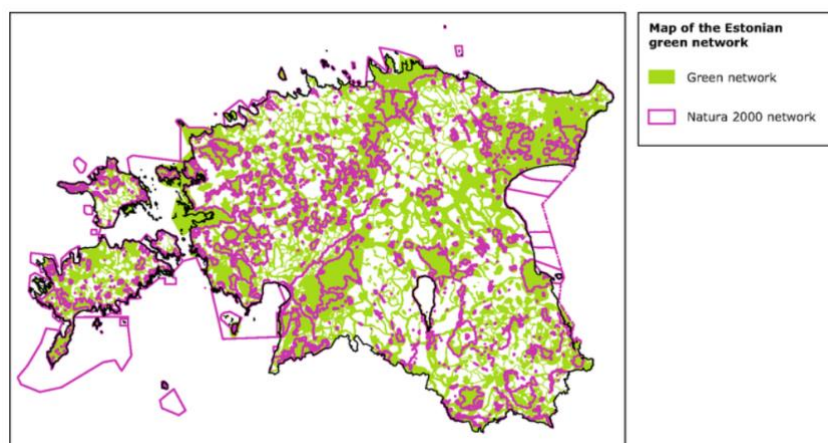 Map of the Estonian
green network
Green network
Natura 2000 network